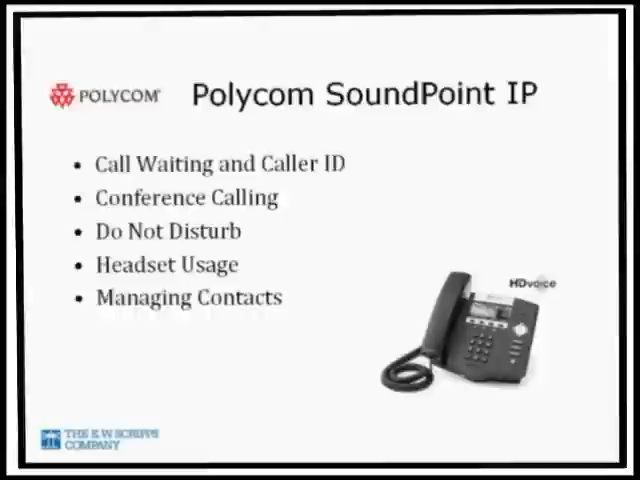 POLYCOM
Polycom SoundPoint IP
• Call Waiting and Caller ID
• Conference Calling
• Do Not Disturb
• Headset Usage
• Managing Contacts
HDvoice
THE E.W. SCRIPPS
COMPANY